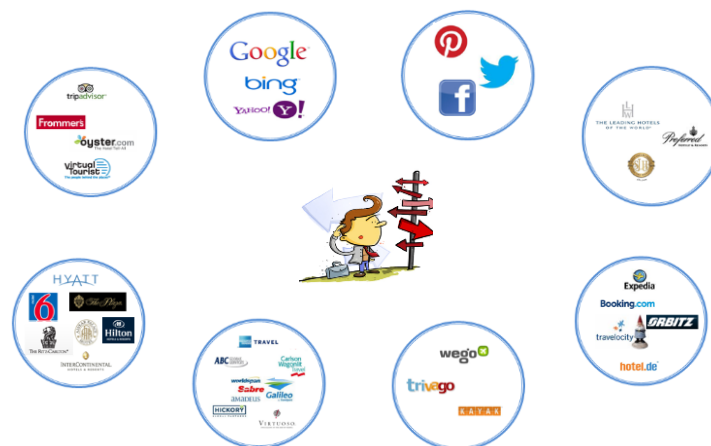 Google
bing
YAHOO! Y!
f
tripadvisor
Frommer's
oyster.com
The Hotel Tell-All
virtual
Tourist
THE LEADING HOTELS
OF THE WORLD
Preferred
HYATT
6
The Plaza
Hilton
THE RITZ-CARLTON
INTERCONTINENTAL
HOTELS & RESORTS
TRAVEL
ABC
Carlson
Wagonlit
Travel
worldspan
Sabre
Galileo
AMADEUS
HICKORY
VIRTUOSO
wego
trivago
KAYAK
Expedia
Booking.com
ORBITZ
travelocity
hotel.de